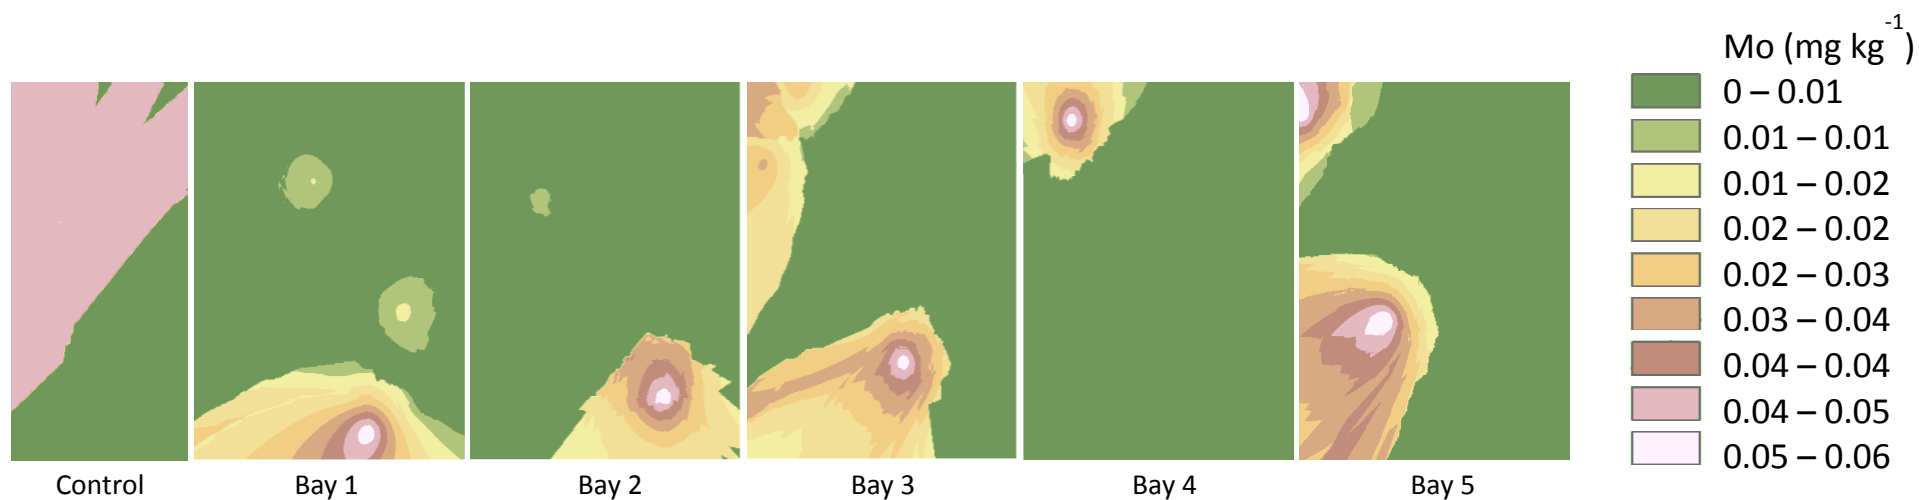 Mo (mg kg-1)
0 – 0.01
0.01 – 0.01
0.01 – 0.02
0.02 – 0.02
0.02 – 0.03
0.03 – 0.04
0.04 – 0.04
0.04 – 0.05
0.05 – 0.06
Control Bay 1 Bay 2 Bay 3 Bay 4 Bay 5